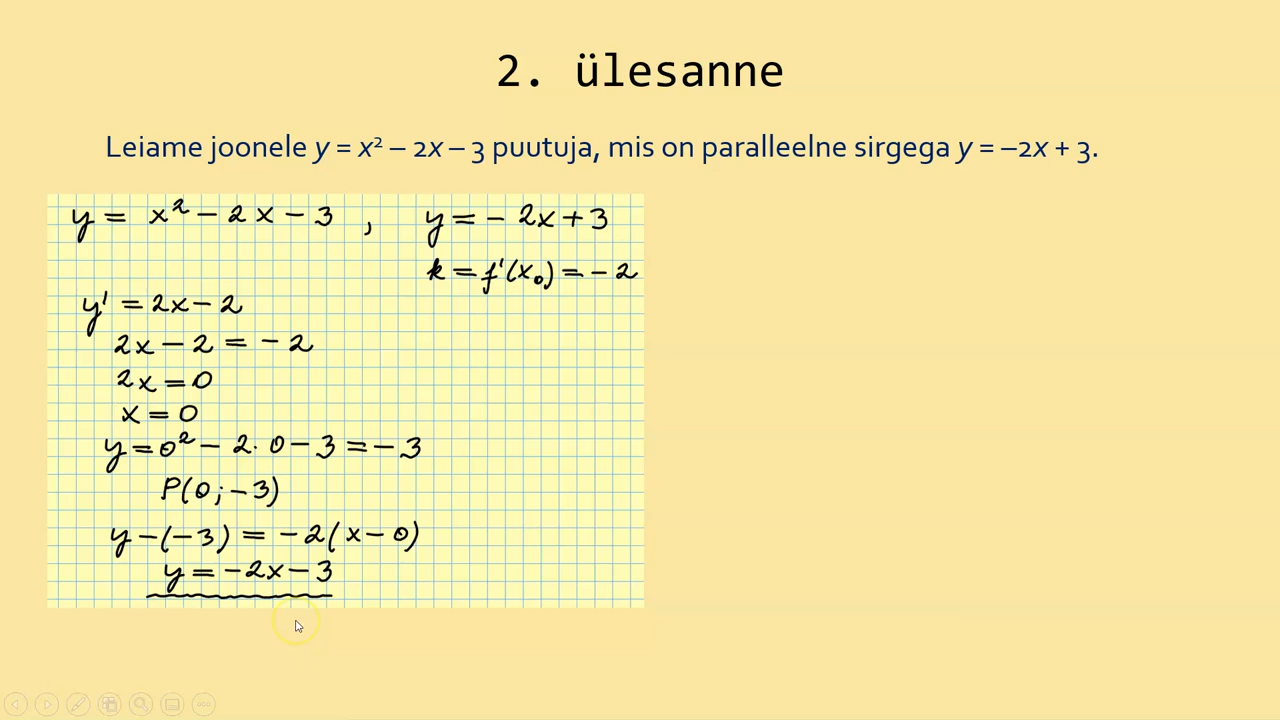 2. ülesanne
Leiame joonele y = x² – 2x – 3 puutuja, mis on paralleelne sirgega y = –2x + 3.
y = x² – 2x – 3 , y = – 2x + 3
k = f'(x₀) = – 2
y' = 2x – 2
2x – 2 = – 2
2x = 0
x = 0
y = 0² – 2 · 0 – 3 = – 3
P(0 ; – 3)
y – (– 3) = – 2(x – 0)
y = – 2x – 3